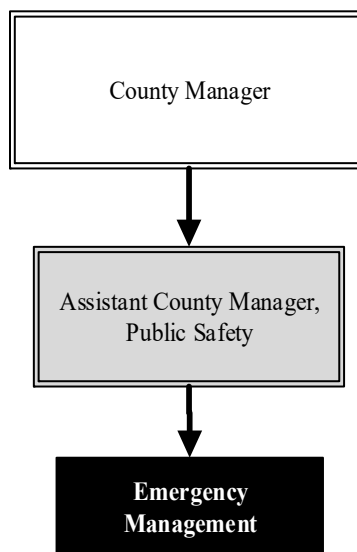 County Manager
Assistant County Manager,
Public Safety
Emergency
Management